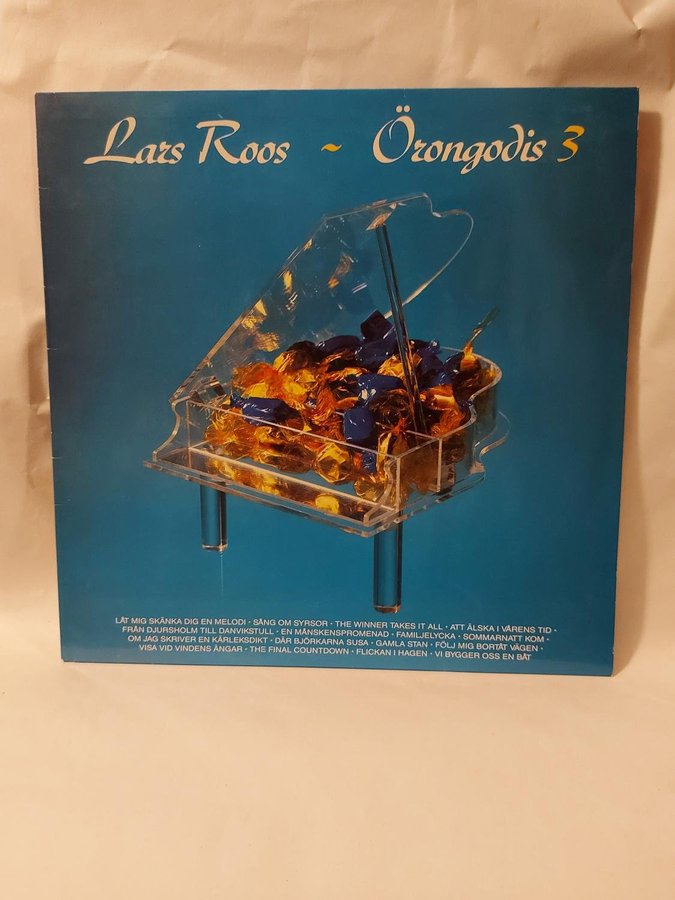 Lars Roos ~ Örongodis 3
LÅT MIG SKÄNKA DIG EN MELODI • SÅNG OM SYRSOR • THE WINNER TAKES IT ALL • ATT ÄLSKA I VÅRENS TID •
FRÅN DJURSHOLM TILL DANVIKSTULL • EN MÅNSKENSPROMENAD • FAMILJELYCKA • SOMMARNATT KOM •
OM JAG SKRIVER EN KÄRLEKSDIKT • DÄR BJÖRKARNA SUSA • GAMLA STAN • FÖLJ MIG BORTÅT VÄGEN •
VISA VID VINDENS ÄNGAR • THE FINAL COUNTDOWN • FLICKAN I HAGEN • VI BYGGER OSS EN BÅT